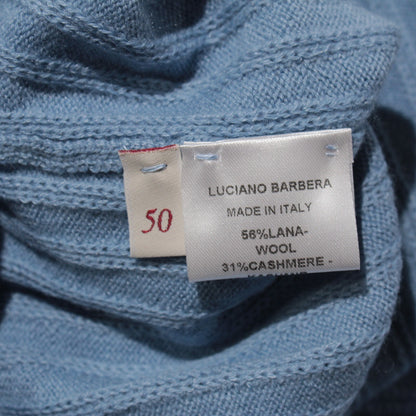 50
LUCIANO BARBERA
MADE IN ITALY
56%LANA-
WOOL
31%CASHMERE -